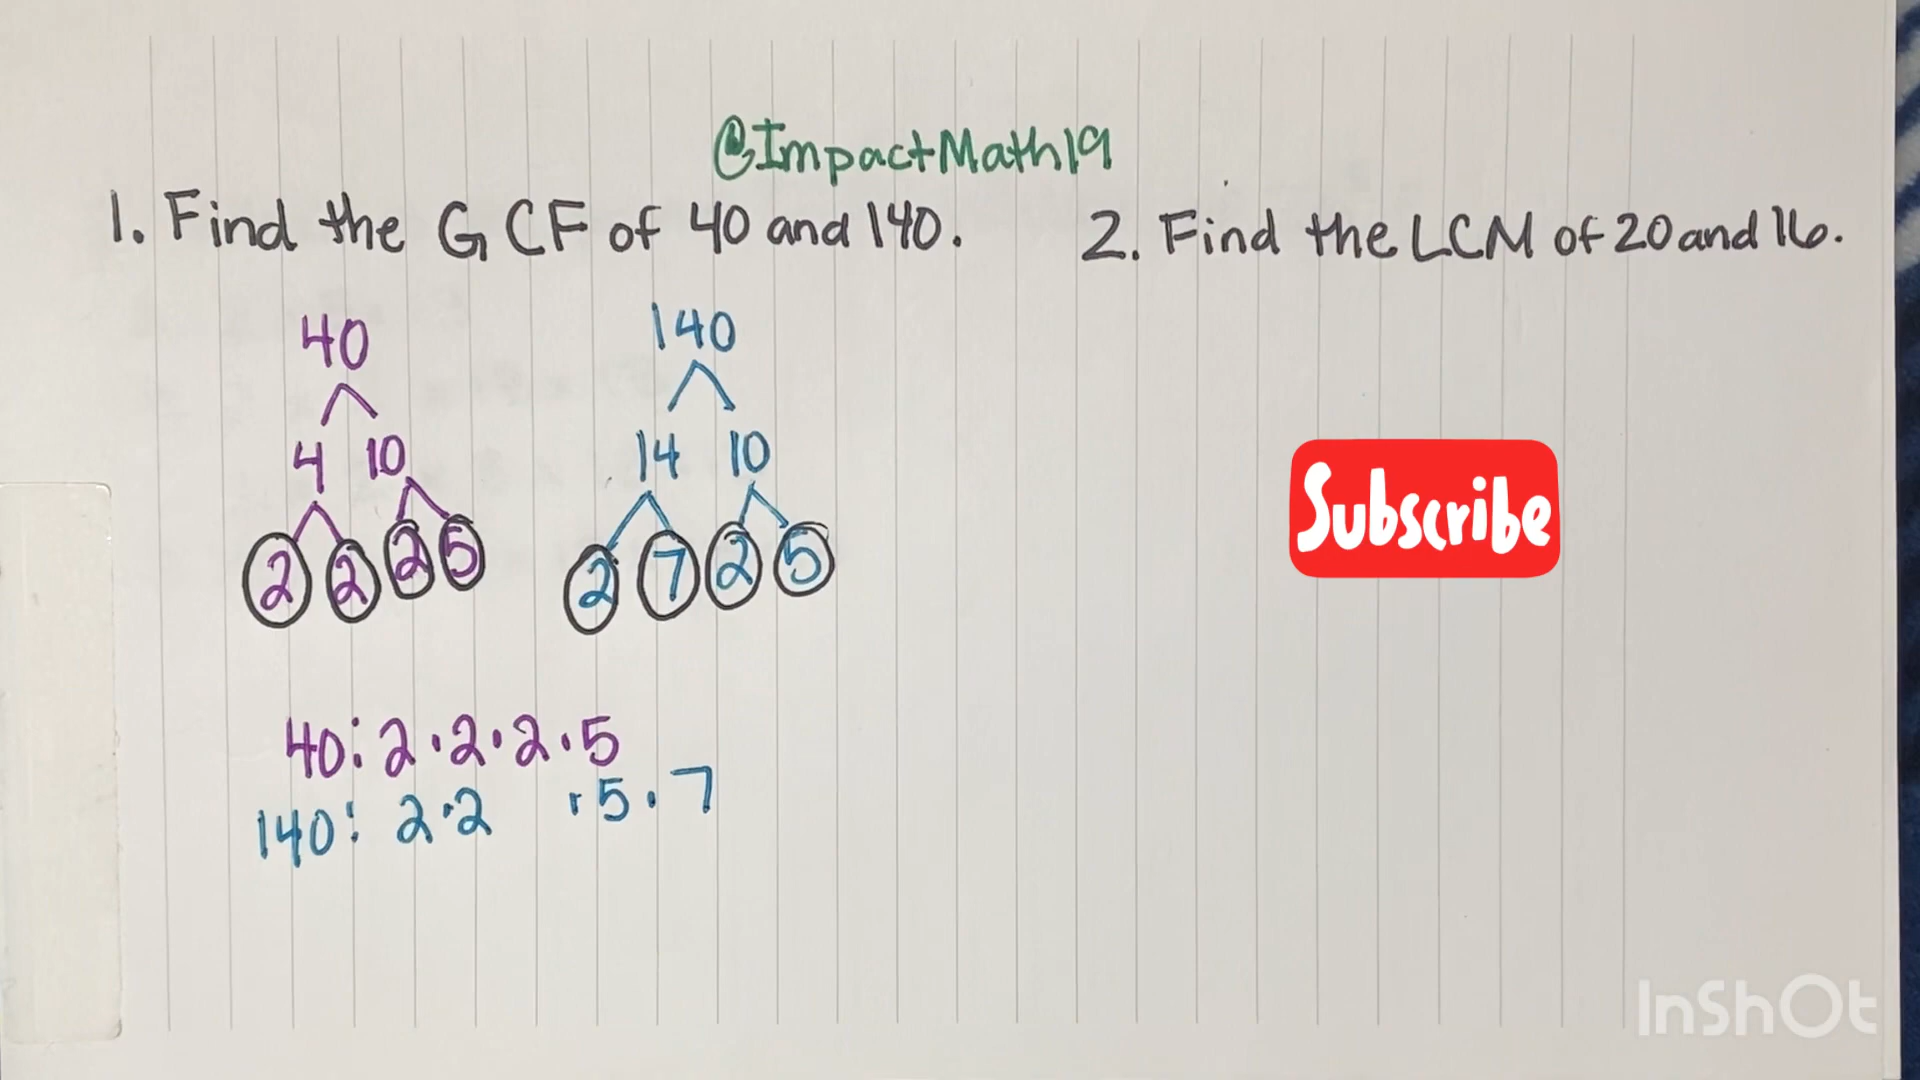 @ImpactMath19
1. Find the GCF of 40 and 140.
2. Find the LCM of 20 and 16.
40
140
4 10
14 10
2 2 2 5
2 7 2 5
Subscribe
40: 2·2·2·5
140: 2·2 ·5·7
InShOt